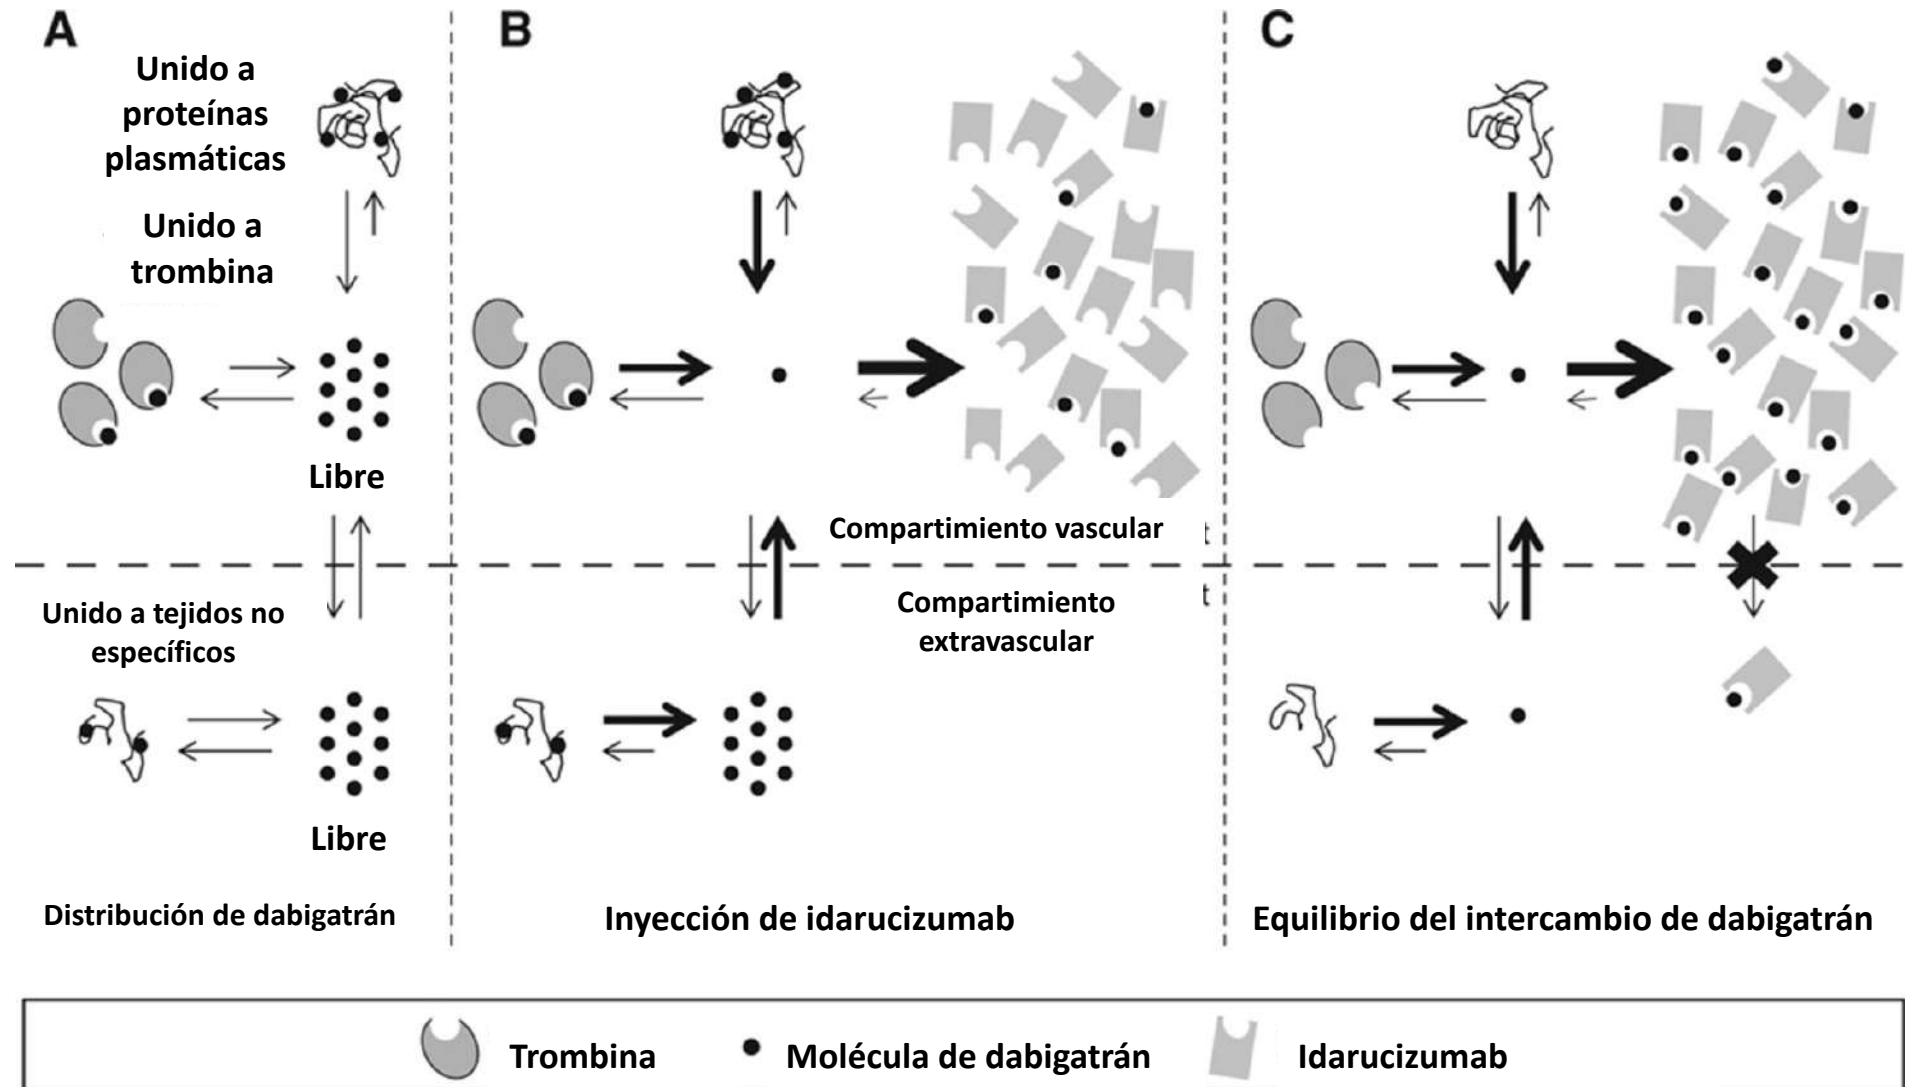 A
B
C
Unido a
proteínas
plasmáticas
Unido a
trombina
Libre
Compartimiento vascular
t
Compartimiento
extravascular
t
Unido a tejidos no
específicos
Libre
Distribución de dabigatrán
Inyección de idarucizumab
Equilibrio del intercambio de dabigatrán
Trombina
Molécula de dabigatrán
Idarucizumab